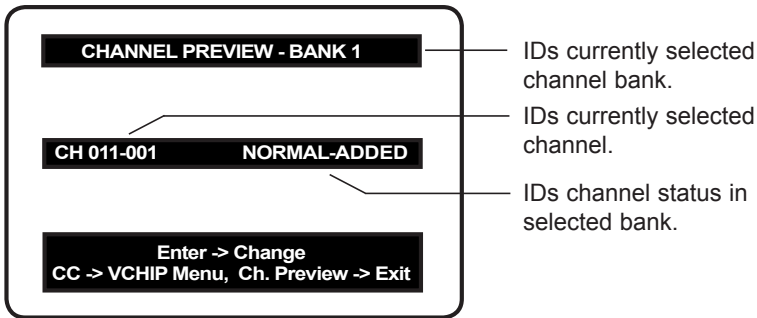 CHANNEL PREVIEW - BANK 1
IDs currently selected
channel bank.
IDs currently selected
channel.
CH 011-001 NORMAL-ADDED
IDs channel status in
selected bank.
Enter -> Change
CC -> VCHIP Menu, Ch. Preview -> Exit